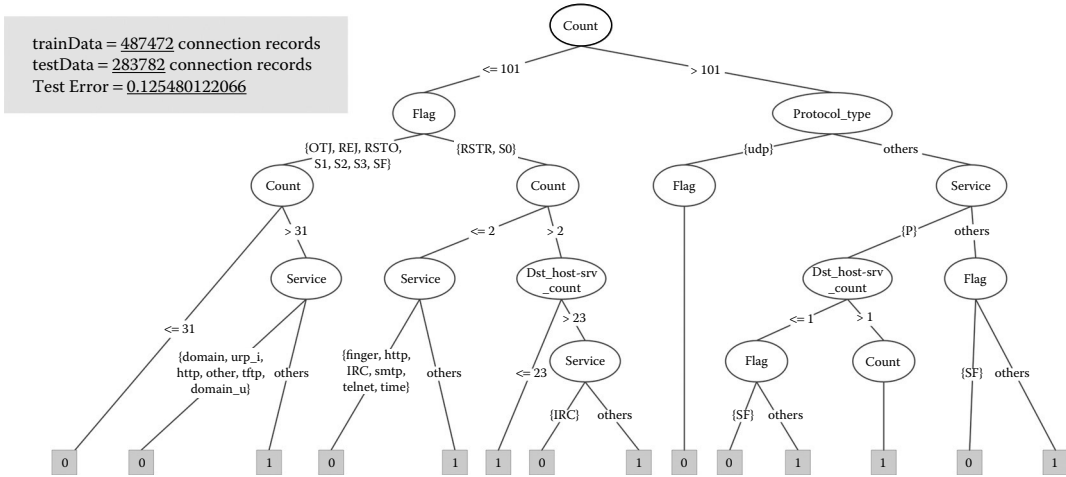 trainData = 487472 connection records
testData = 283782 connection records
Test Error = 0.125480122066
Count
<= 101
> 101
Flag
Protocol_type
{OTJ, REJ, RSTO,
S1, S2, S3, SF}
{RSTR, S0}
{udp}
others
Count
Count
Flag
Service
> 31
<= 2
> 2
{P}
others
Service
Service
Dst_host-srv
_count
Dst_host-srv
_count
Flag
<= 31
> 23
<= 1
> 1
{domain, urp_i,
http, other, tftp,
domain_u}
others
{finger, http,
IRC, smtp,
telnet, time}
others
<= 23
Service
Flag
Count
{SF}
others
{IRC}
others
{SF}
others
0
0
1
0
1
1
0
1
0
0
1
1
0
1